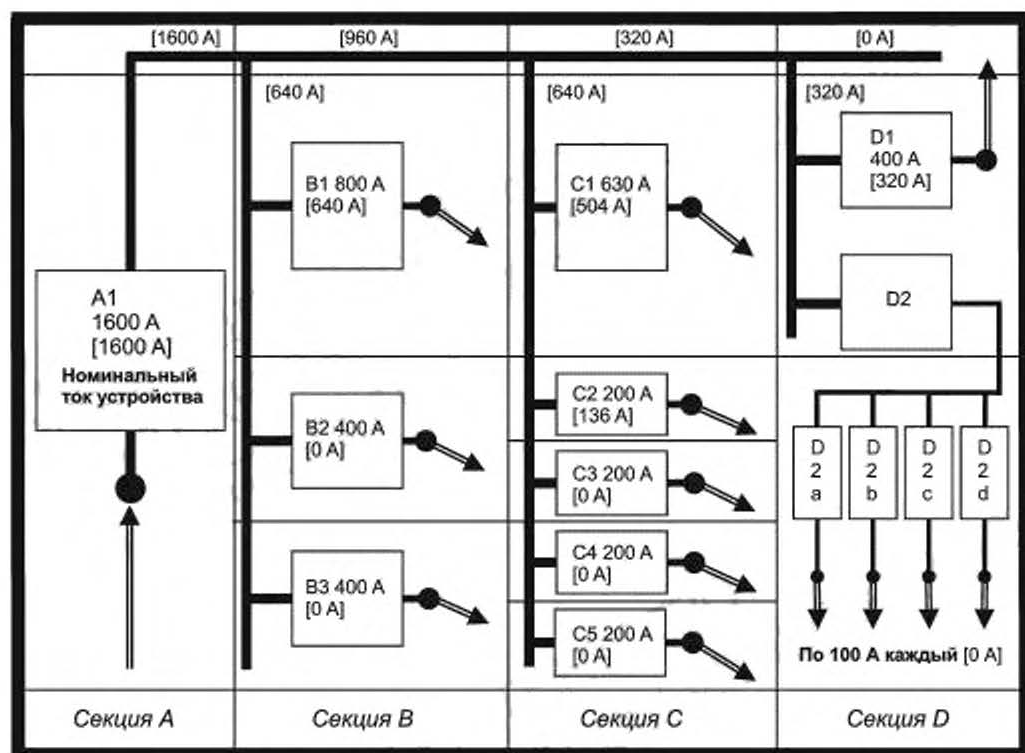 [1600 A]
[960 A]
[320 A]
[0 A]
[640 A]
[640 A]
[320 A]
A1
1600 A
[1600 A]
Номинальный
ток устройства
B1 800 A
[640 A]
B2 400 A
[0 A]
B3 400 A
[0 A]
C1 630 A
[504 A]
C2 200 A
[136 A]
C3 200 A
[0 A]
C4 200 A
[0 A]
C5 200 A
[0 A]
D1
400 A
[320 A]
D2
D
2
a
D
2
b
D
2
c
D
2
d
По 100 А каждый [0 A]
Секция А
Секция В
Секция С
Секция D